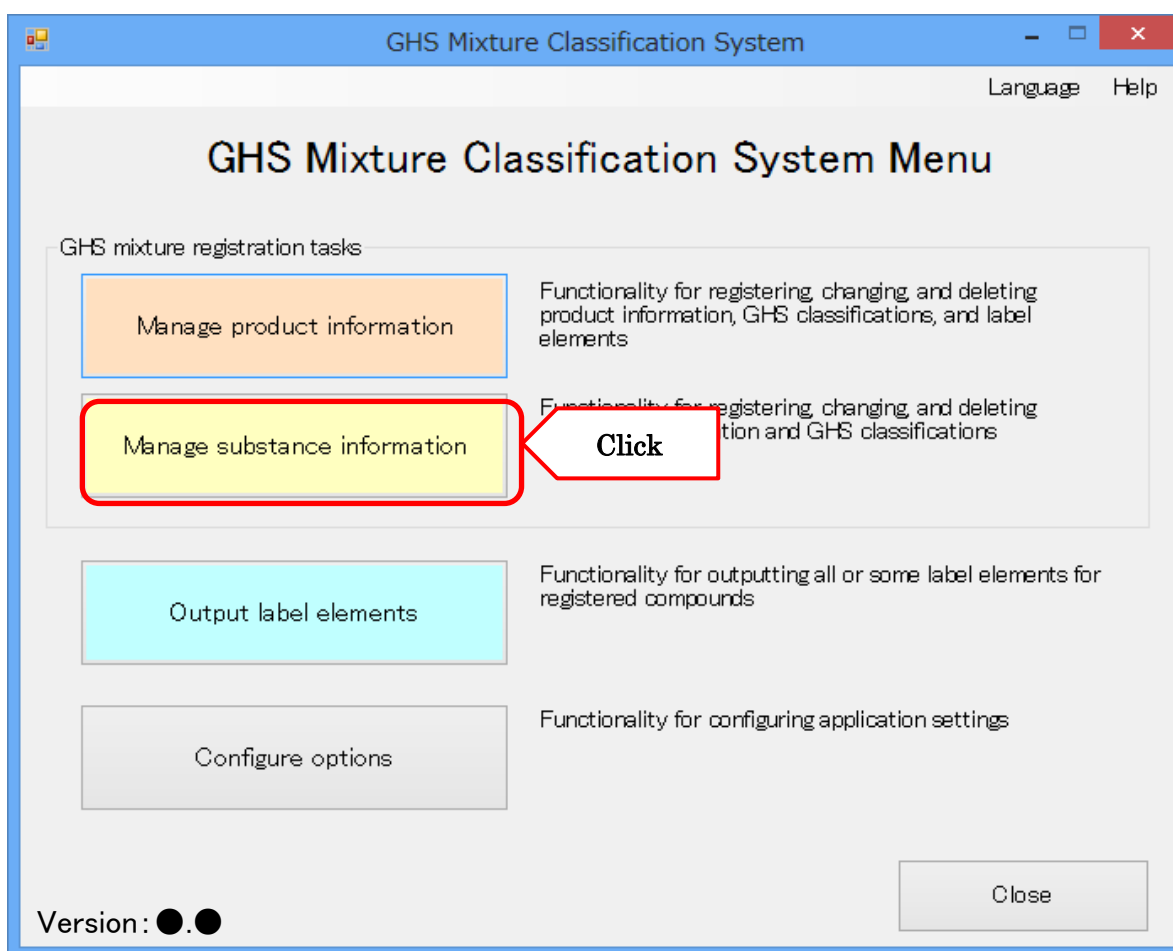 GHS Mixture Classification System
Language Help
GHS Mixture Classification System Menu
GHS mixture registration tasks
Manage product information
Functionality for registering, changing, and deleting
product information, GHS classifications, and label
elements
Manage substance information
Click
registering, changing, and deleting
tion and GHS classifications
Output label elements
Functionality for outputting all or some label elements for
registered compounds
Configure options
Functionality for configuring application settings
Close
Version: ●.●